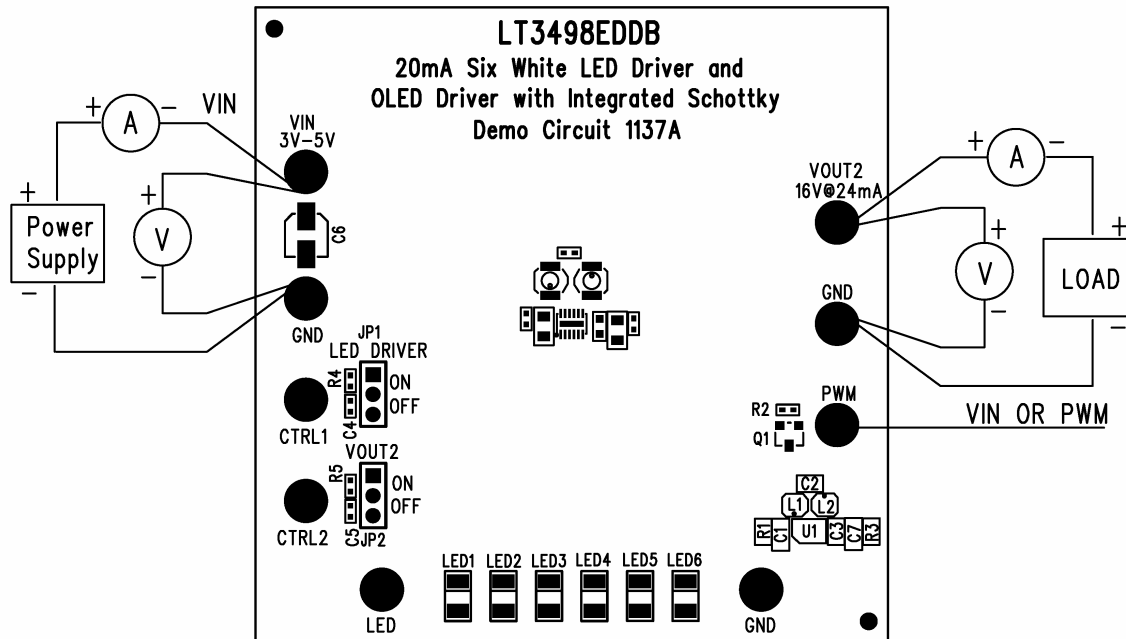 LT3498EDDB
20mA Six White LED Driver and
OLED Driver with Integrated Schottky
Demo Circuit 1137A
+ A − VIN
VIN
3V-5V
+
Power
Supply
−
+
V
−
C6
GND
VOUT2
16V@24mA
+ A −
+
V
−
+
LOAD
−
GND
JP1
LED DRIVER
R4
ON
OFF
C4
CTRL1
PWM
VIN OR PWM
R2
Q1
VOUT2
R5
ON
OFF
C5
JP2
CTRL2
C2
L1 L2
R1 C1 U1 C3 C7 R3
LED1 LED2 LED3 LED4 LED5 LED6
LED
GND